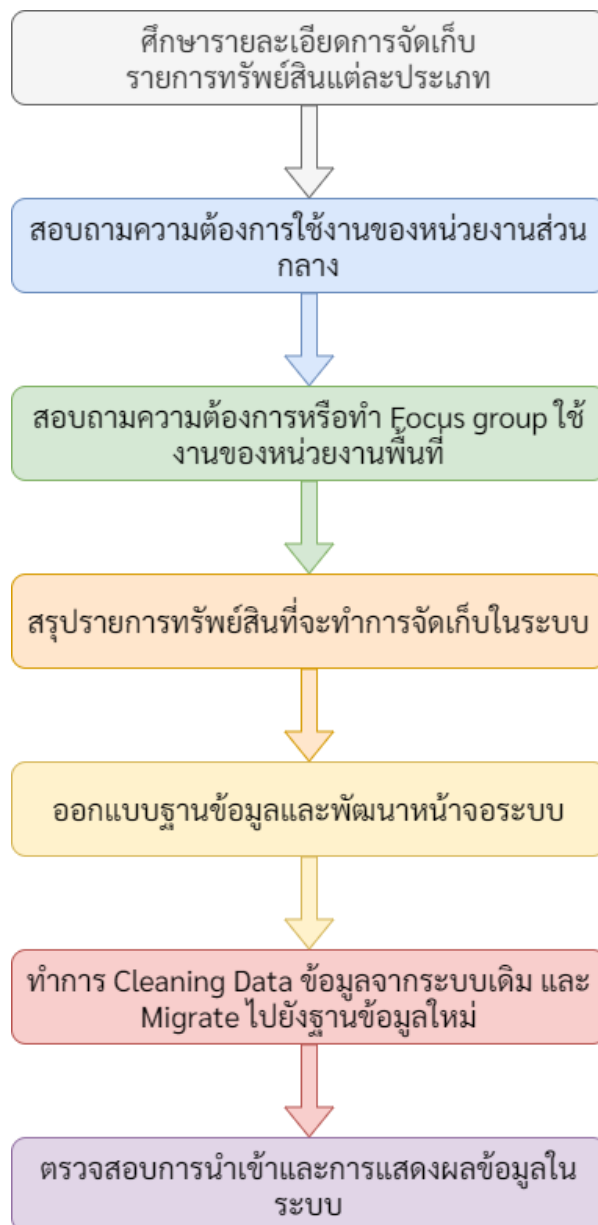 ศึกษารายละเอียดการจัดเก็บ
รายการทรัพย์สินแต่ละประเภท
สอบถามความต้องการใช้งานของหน่วยงานส่วน
กลาง
สอบถามความต้องการหรือทำ Focus group ใช้
งานของหน่วยงานพื้นที่
สรุปรายการทรัพย์สินที่จะทำการจัดเก็บในระบบ
ออกแบบฐานข้อมูลและพัฒนาหน้าจอระบบ
ทำการ Cleaning Data ข้อมูลจากระบบเดิม และ
Migrate ไปยังฐานข้อมูลใหม่
ตรวจสอบการนำเข้าและการแสดงผลข้อมูลใน
ระบบ